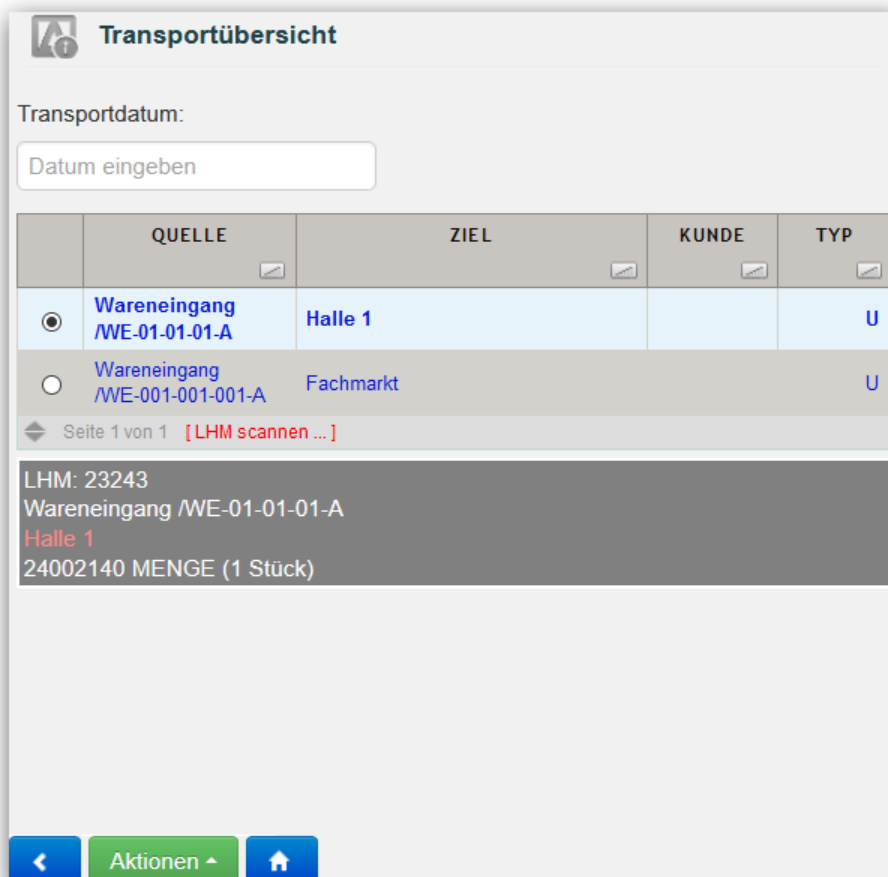 Transportübersicht
Transportdatum:
Datum eingeben
QUELLE ZIEL KUNDE TYP
Wareneingang
/WE-01-01-01-A Halle 1 U
Wareneingang
/WE-001-001-001-A Fachmarkt U
Seite 1 von 1 [ LHM scannen ... ]
LHM: 23243
Wareneingang /WE-01-01-01-A
Halle 1
24002140 MENGE (1 Stück)
Aktionen